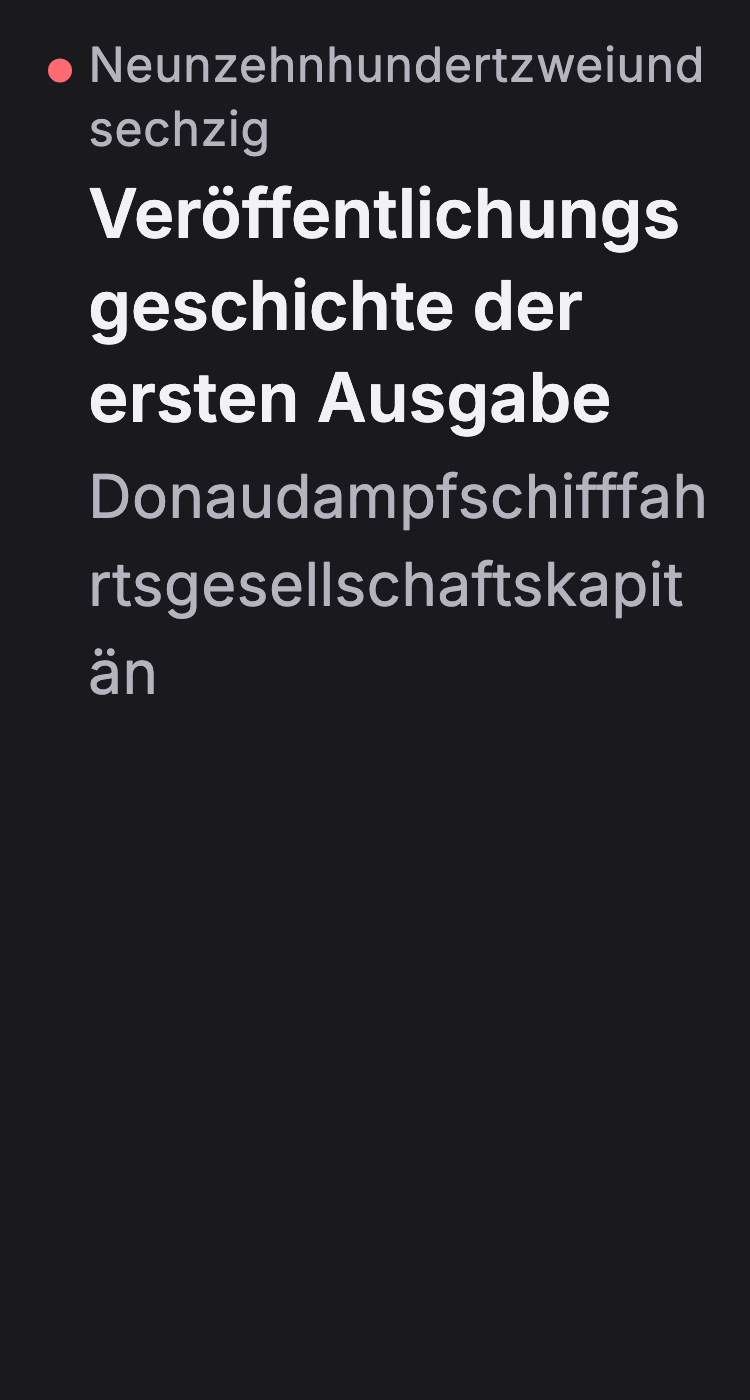 Neunzehnhundertzweiund
sechzig
Veröffentlichungs
geschichte der
ersten Ausgabe
Donaudampfschifffah
rtsgesellschaftskapit
än